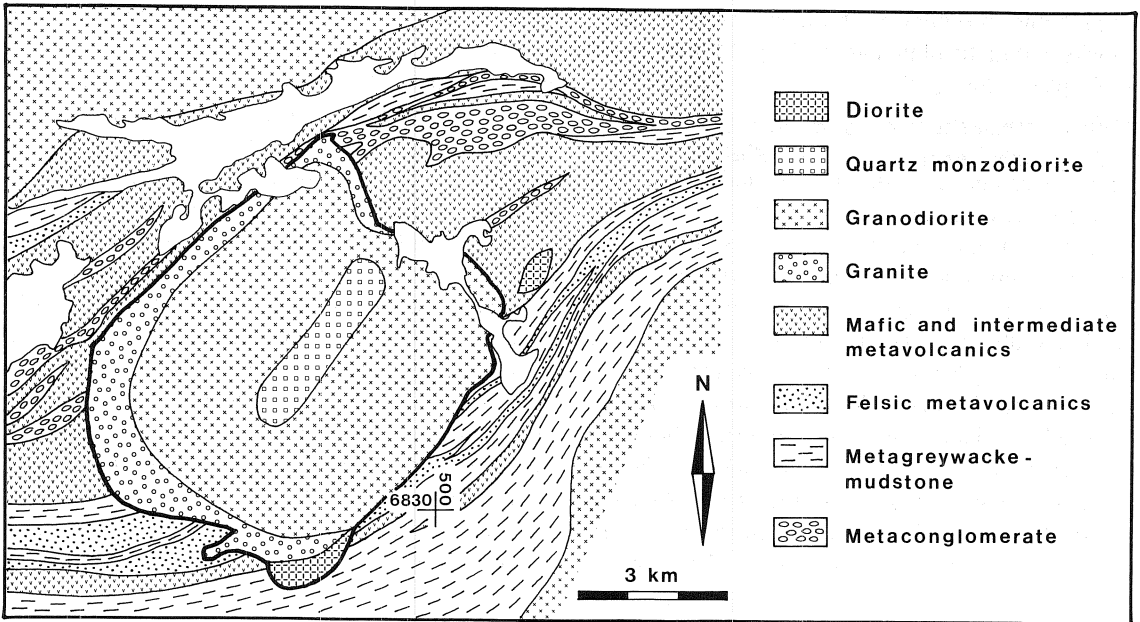 Diorite
Quartz monzodiorite
Granodiorite
Granite
Mafic and intermediate
metavolcanics
Felsic metavolcanics
Metagreywacke-
mudstone
Metaconglomerate
N
6830
500
3 km